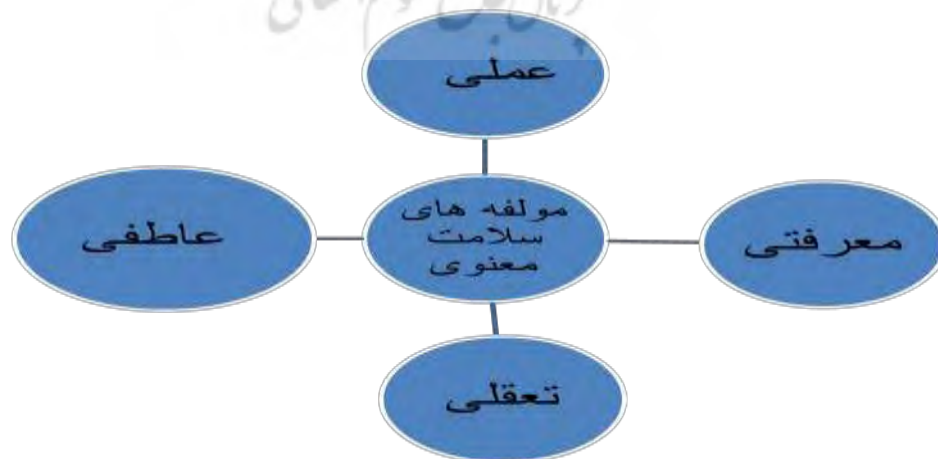 عملی
مولفه های
سلامت
معنوی
معرفتی
عاطفی
تعقلی